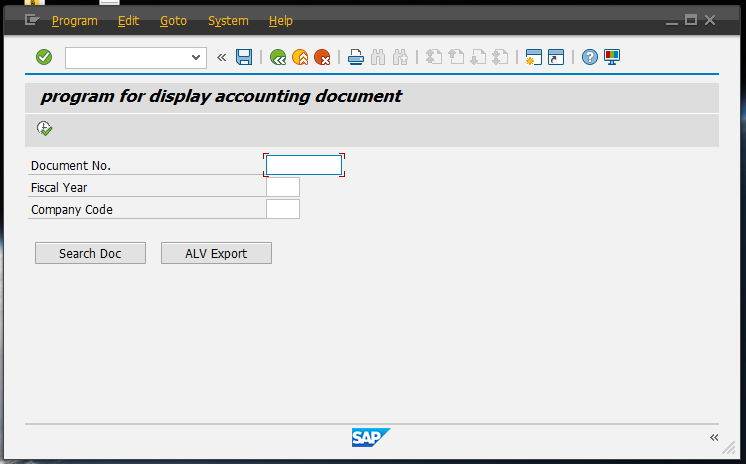 Program Edit Goto System Help
program for display accounting document
Document No.
Fiscal Year
Company Code
Search Doc ALV Export
SAP